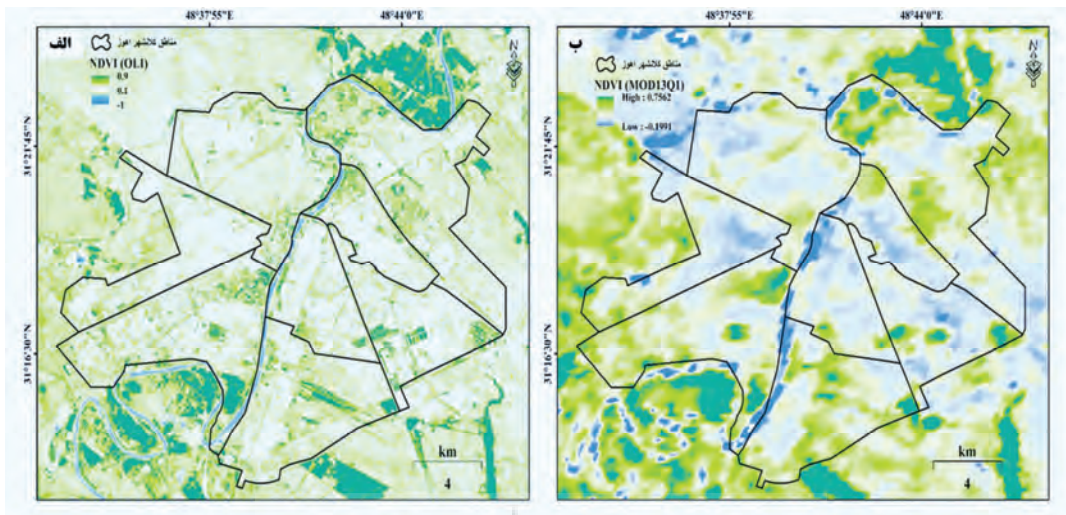 48°37'55"E
48°44'0"E
الف
مناطق کلانشهر اهواز
NDVI (OLI)
0.9
0.1
-1
N
31°21'45"N
31°16'30"N
km
4
48°37'55"E
48°44'0"E
ب
مناطق کلانشهر اهواز
NDVI (MOD13Q1)
High : 0.7562
Low : -0.1991
N
31°21'45"N
31°16'30"N
km
4